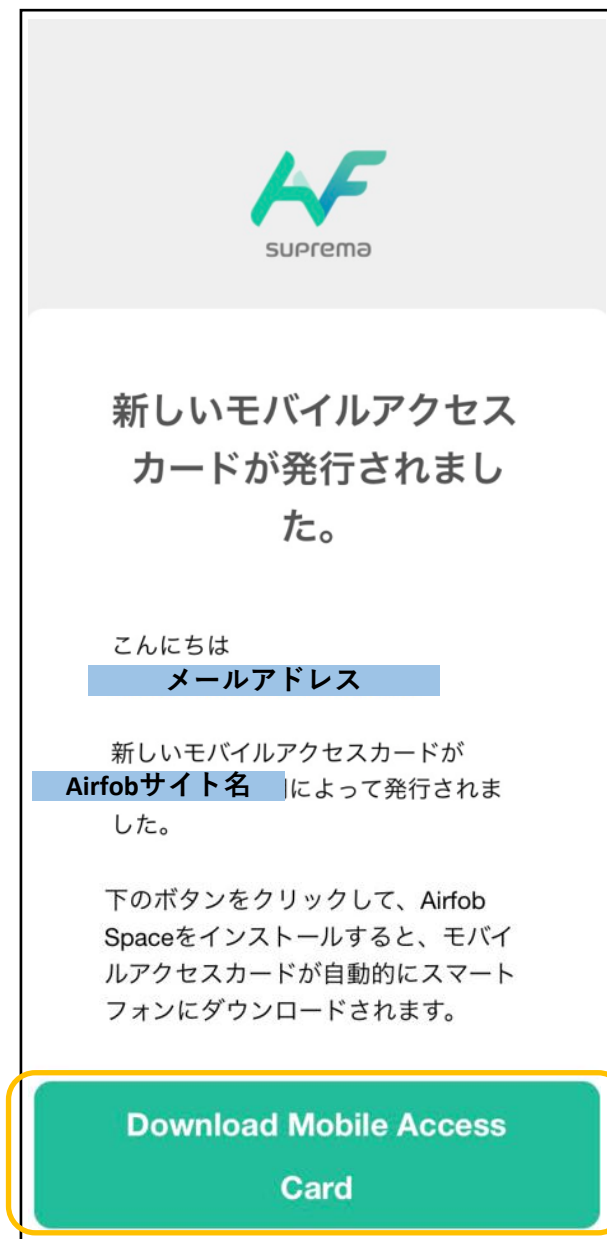 AF
suprema
新しいモバイルアクセス
カードが発行されまし
た。
こんにちは
メールアドレス
新しいモバイルアクセスカードが
Airfobサイト名 によって発行されま
した。
下のボタンをクリックして、Airfob
Spaceをインストールすると、モバイ
ルアクセスカードが自動的にスマート
フォンにダウンロードされます。
Download Mobile Access
Card